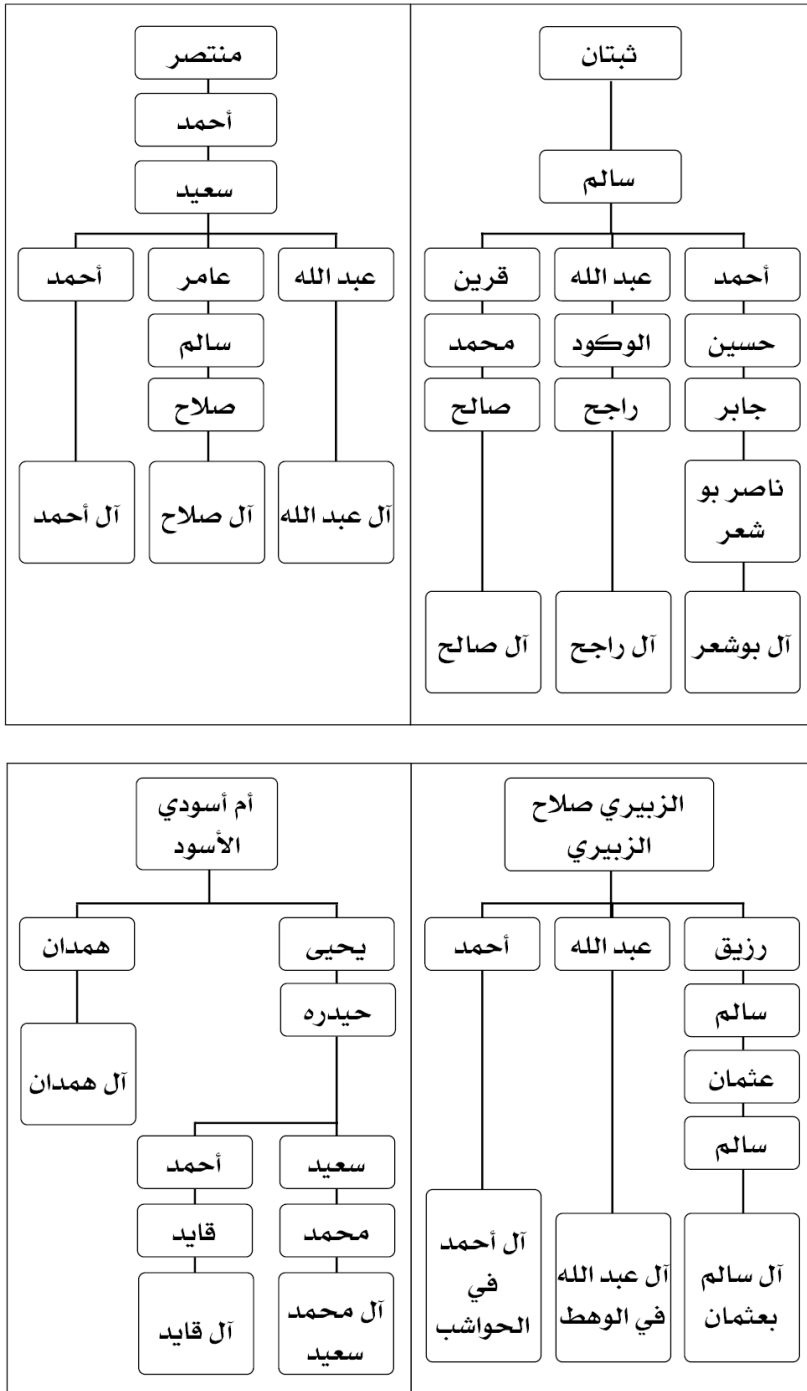 ثبتان
سالم
أحمد
عبد الله
قرين
حسين
الوكود
محمد
جابر
راجح
صالح
ناصر بو
شعر
آل بوشعر
آل راجح
آل صالح
منتصر
أحمد
سعيد
عبد الله
عامر
أحمد
سالم
صلاح
آل عبد الله
آل صلاح
آل أحمد
الزبيري صلاح
الزبيري
رزيق
عبد الله
أحمد
سالم
عثمان
سالم
آل سالم
بعثمان
آل عبد الله
في الوهط
آل أحمد
في
الحواشب
أم أسودي
الأسود
يحيى
همدان
حيدره
آل همدان
سعيد
أحمد
محمد
قايد
آل محمد
سعيد
آل قايد